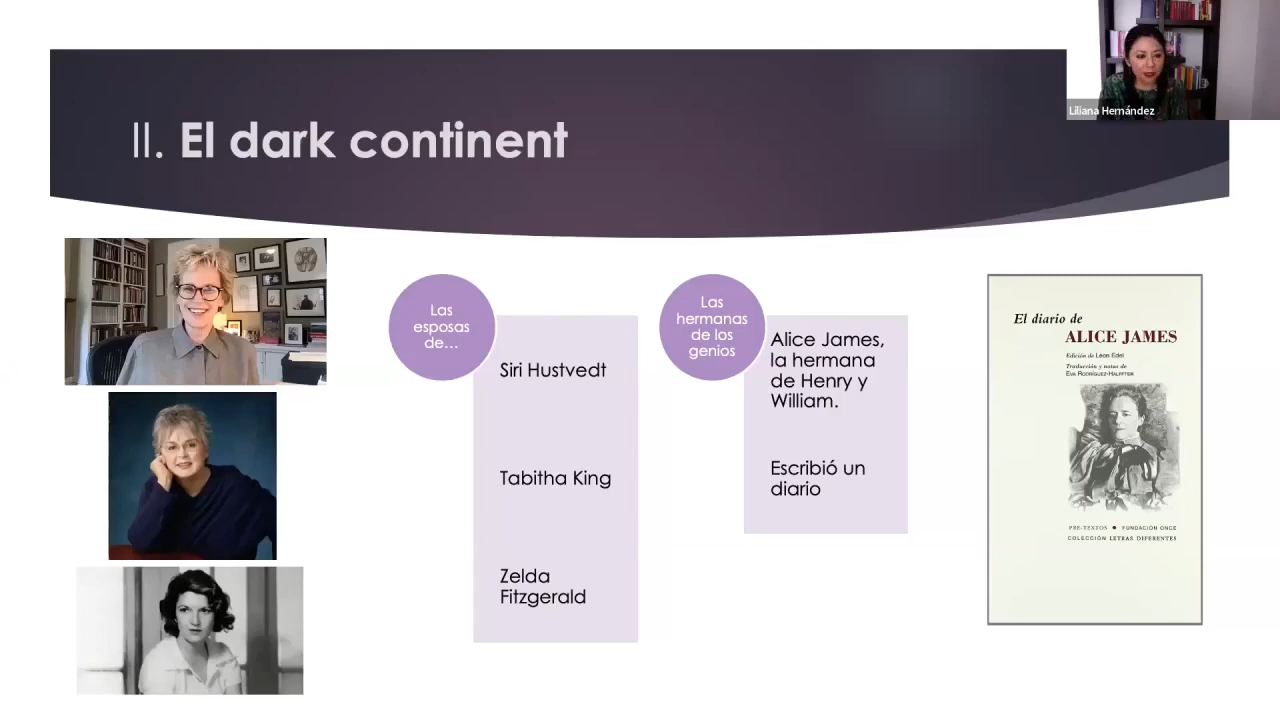 Liliana Hernández
II. El dark continent
Las
esposas
de...
Siri Hustvedt
Tabitha King
Zelda
Fitzgerald
Las
hermanas
de los
genios
Alice James,
la hermana
de Henry y
William.
Escribió un
diario
El diario de
ALICE JAMES
Edición de Leon Edel
Traducción y notas de
Eva Rodríguez-Halffter
PRE-TEXTOS • FUNDACIÓN ONCE
COLECCIÓN LETRAS DIFERENTES